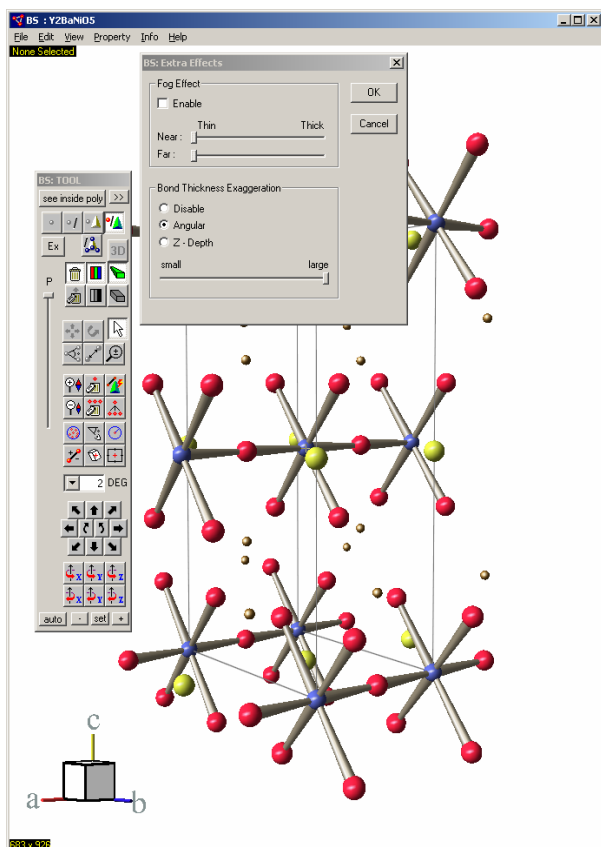 BS : Y2BaNiO5
File Edit View Property Info Help
None Selected
BS: Extra Effects
Fog Effect
Enable
Thin Thick
Near :
Far :
OK
Cancel
Bond Thickness Exaggeration
Disable
Angular
Z - Depth
small large
BS: TOOL
see inside poly >>
Ex 3D
P
2 DEG
X Y Z
X Y Z
auto - set +
c
a b
683 x 926